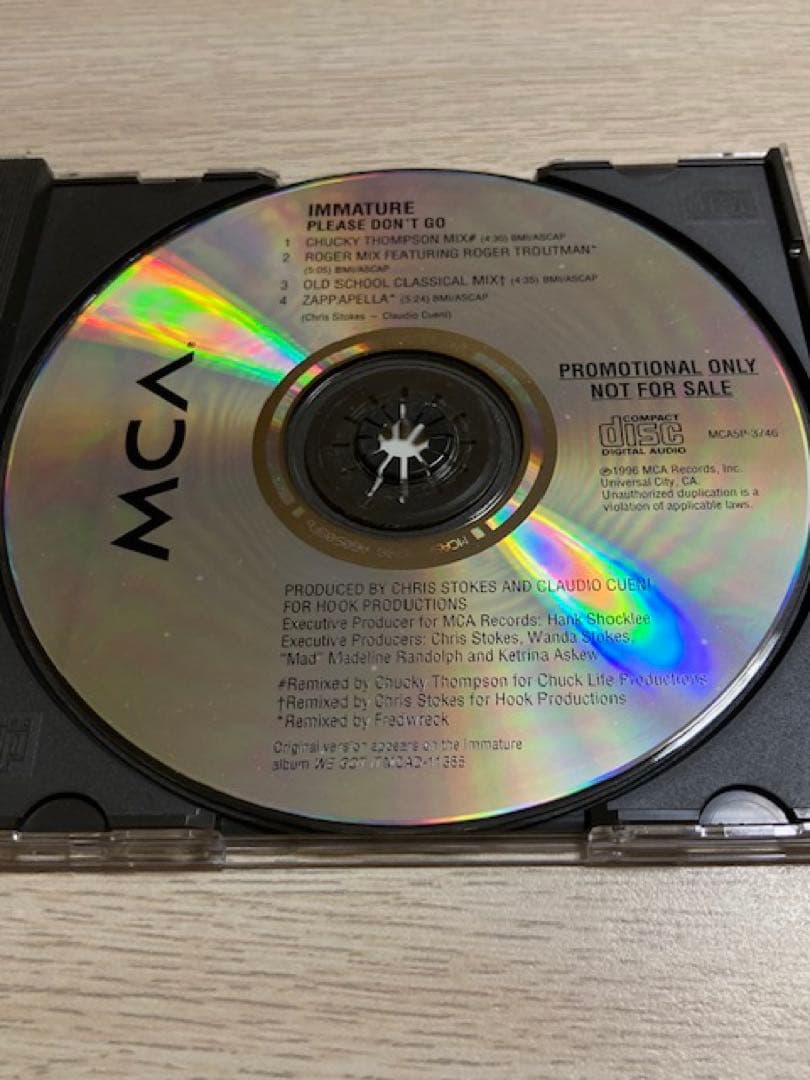 IMMATURE
PLEASE DON'T GO
1 CHUCKY THOMPSON MIX# (4:30) BMI/ASCAP
2 ROGER MIX FEATURING ROGER TROUTMAN*
(5:05) BMI/ASCAP
3 OLD SCHOOL CLASSICAL MIX† (4:35) BMI/ASCAP
4 ZAPPAPELLA* (5:24) BMI/ASCAP
(Chris Stokes – Claudio Cueni)
MCA®
PROMOTIONAL ONLY
NOT FOR SALE
COMPACT
disc
DIGITAL AUDIO
MCA5P-3746
℗1996 MCA Records, Inc.
Universal City, CA.
Unauthorized duplication is a
violation of applicable laws.
MCA
PRODUCED BY CHRIS STOKES AND CLAUDIO CUENI
FOR HOOK PRODUCTIONS
Executive Producer for MCA Records: Hank Shocklee
Executive Producers: Chris Stokes, Wanda Stokes,
"Mad" Madeline Randolph and Ketrina Askew
#Remixed by Chucky Thompson for Chuck Life Productions
†Remixed by Chris Stokes for Hook Productions
*Remixed by Fredwreck
Original version appears on the Immature
album WE GOT IT